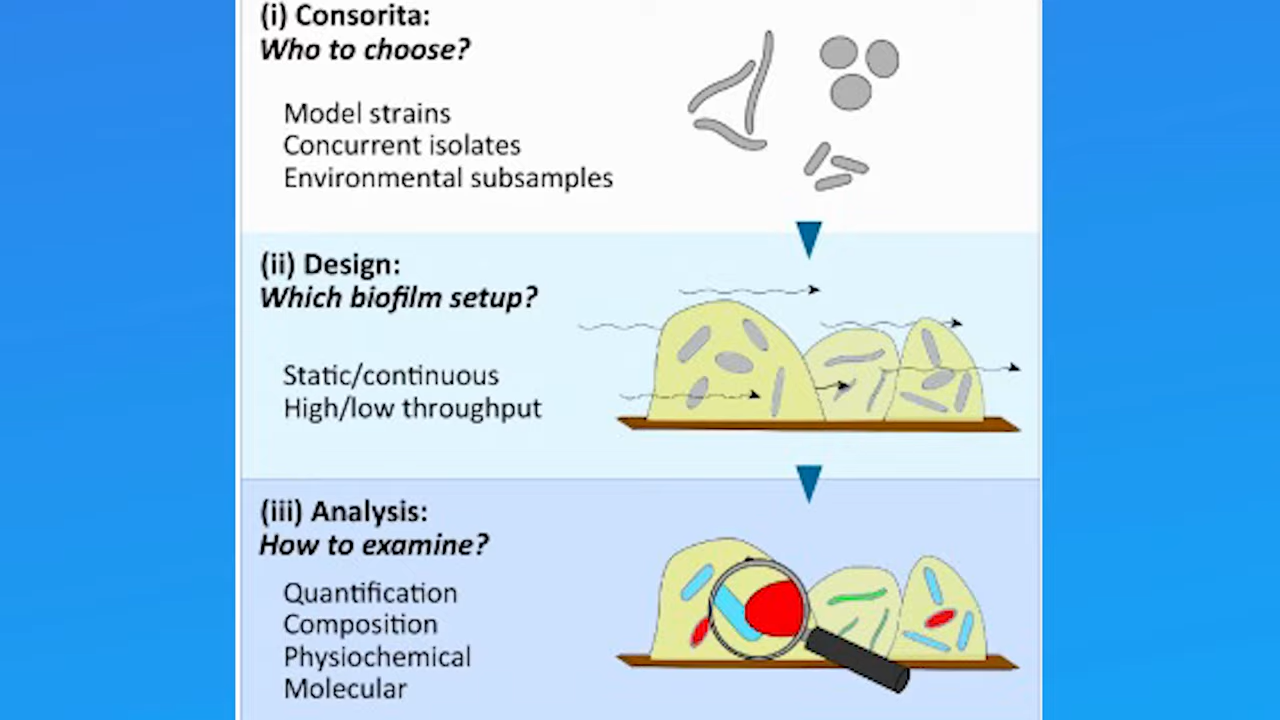 (i) Consorita:
Who to choose?
Model strains
Concurrent isolates
Environmental subsamples
(ii) Design:
Which biofilm setup?
Static/continuous
High/low throughput
(iii) Analysis:
How to examine?
Quantification
Composition
Physiochemical
Molecular